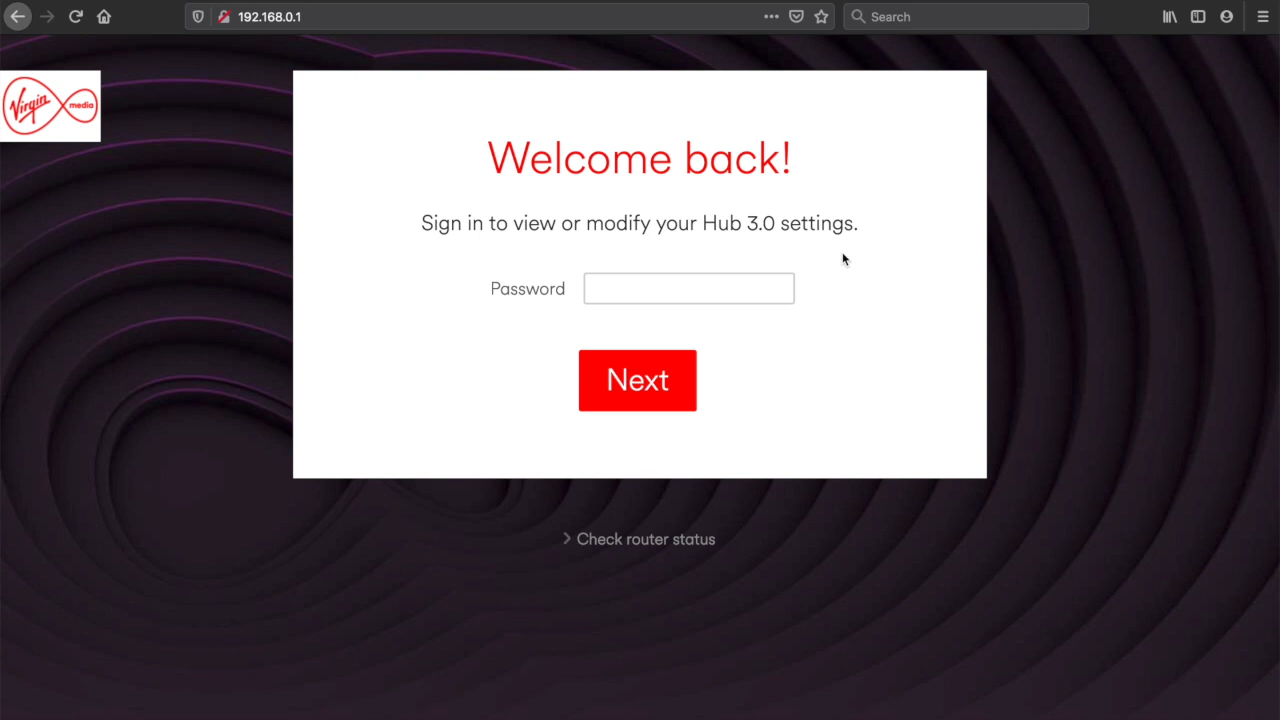 192.168.0.1
Search
Virgin media
Welcome back!
Sign in to view or modify your Hub 3.0 settings.
Password
Next
Check router status